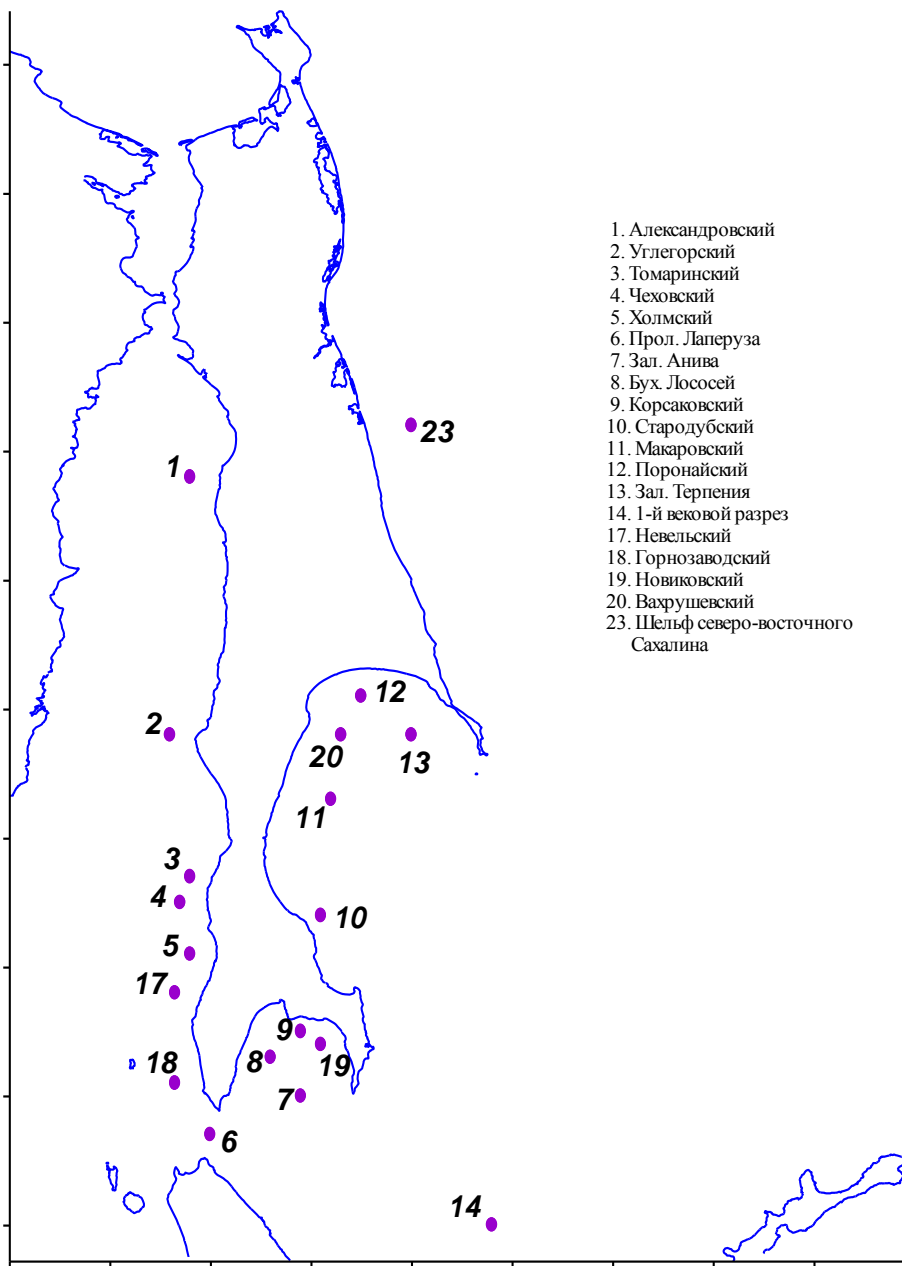 1. Александровский
2. Углегорский
3. Томаринский
4. Чеховский
5. Холмский
6. Прол. Лаперуза
7. Зал. Анива
8. Бух. Лососей
9. Корсаковский
10. Стародубский
11. Макаровский
12. Поронайский
13. Зал. Терпения
14. 1-й вековой разрез
17. Невельский
18. Горнозаводский
19. Новиковский
20. Вахрушевский
23. Шельф северо-восточного
Сахалина
23
1
12
2
20
13
11
3
4
10
5
17
9
8
19
18
7
6
14